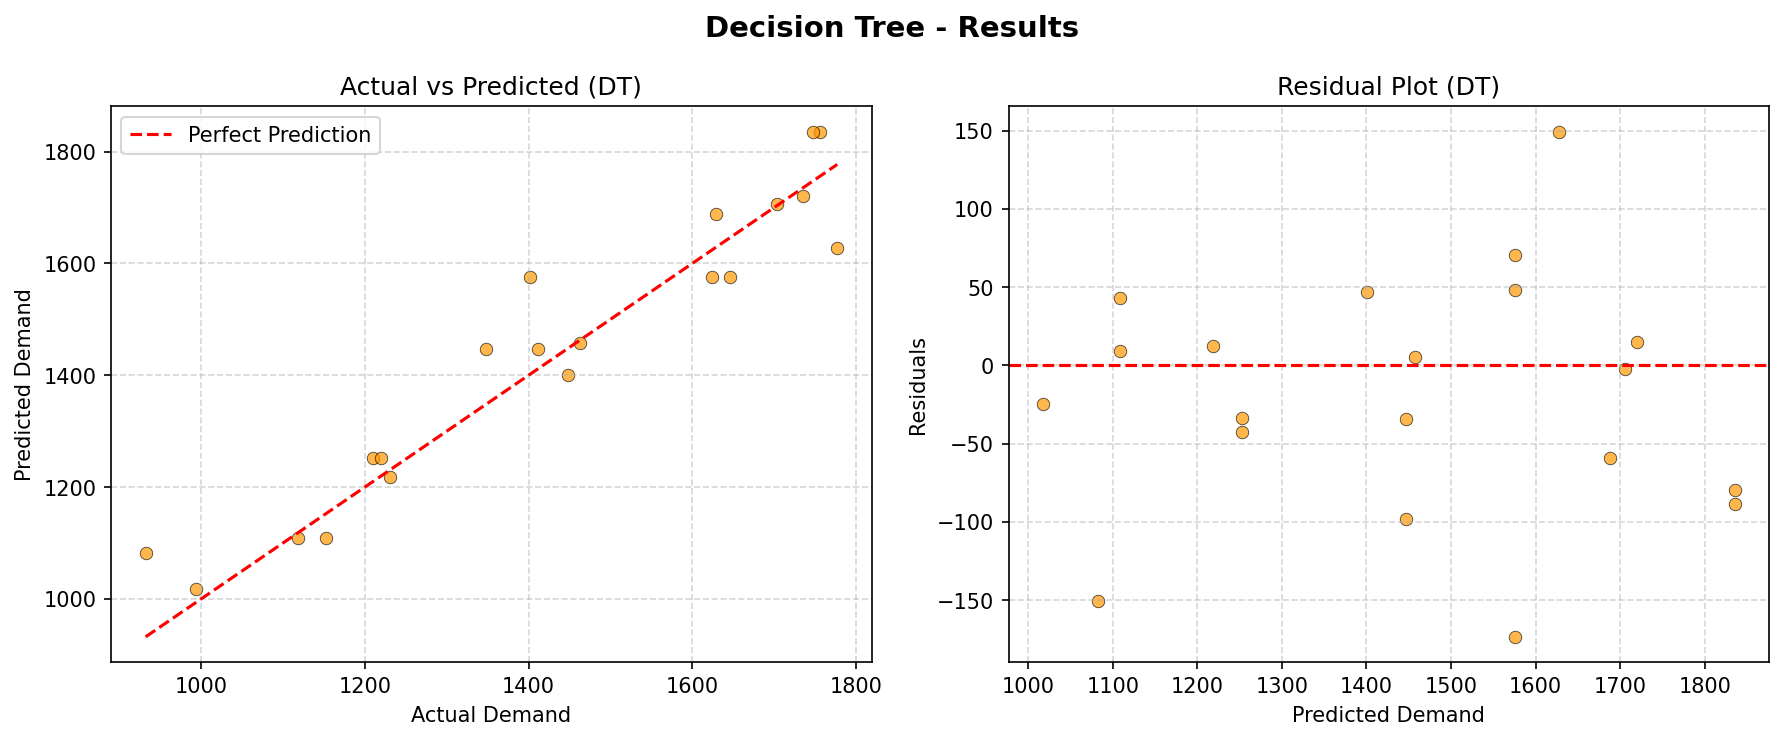 Decision Tree - Results
Actual vs Predicted (DT)
Perfect Prediction
1800
1600
1400
1200
1000
Predicted Demand
1000 1200 1400 1600 1800
Actual Demand
Residual Plot (DT)
150
100
50
0
−50
−100
−150
Residuals
1000 1100 1200 1300 1400 1500 1600 1700 1800
Predicted Demand